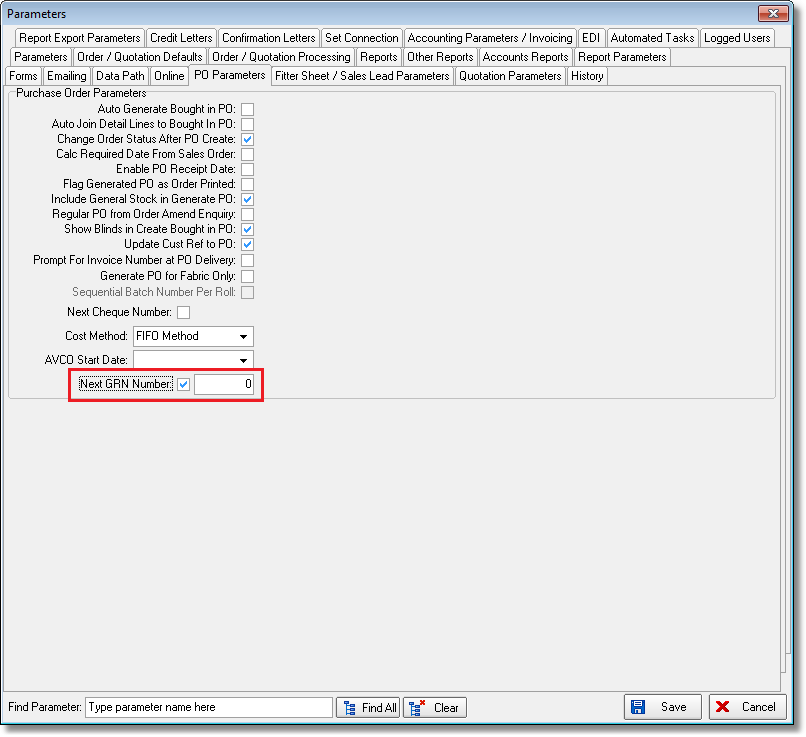 Parameters
Report Export Parameters Credit Letters Confirmation Letters Set Connection Accounting Parameters / Invoicing EDI Automated Tasks Logged Users
Parameters Order / Quotation Defaults Order / Quotation Processing Reports Other Reports Accounts Reports Report Parameters
Forms Emailing Data Path Online PO Parameters Fitter Sheet / Sales Lead Parameters Quotation Parameters History
Purchase Order Parameters
Auto Generate Bought in PO:
Auto Join Detail Lines to Bought In PO:
Change Order Status After PO Create:
Calc Required Date From Sales Order:
Enable PO Receipt Date:
Flag Generated PO as Order Printed:
Include General Stock in Generate PO:
Regular PO from Order Amend Enquiry:
Show Blinds in Create Bought in PO:
Update Cust Ref to PO:
Prompt For Invoice Number at PO Delivery:
Generate PO for Fabric Only:
Sequential Batch Number Per Roll:
Next Cheque Number:
Cost Method: FIFO Method
AVCO Start Date:
Next GRN Number: 0
Find Parameter: Type parameter name here Find All Clear Save Cancel